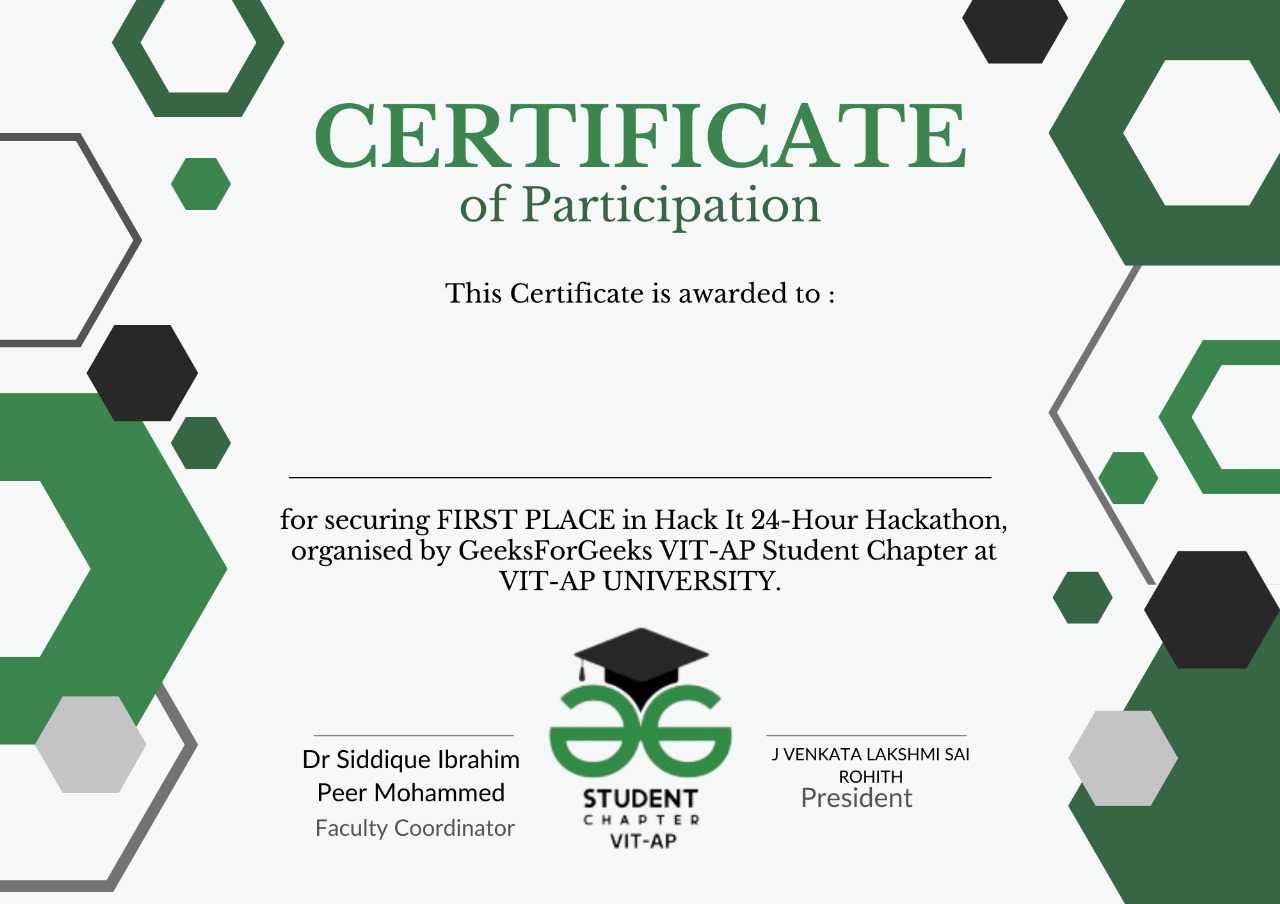 CERTIFICATE
of Participation
This Certificate is awarded to :
for securing FIRST PLACE in Hack It 24-Hour Hackathon,
organised by GeeksForGeeks VIT-AP Student Chapter at
VIT-AP UNIVERSITY.
Dr Siddique Ibrahim
Peer Mohammed
Faculty Coordinator
STUDENT
CHAPTER
VIT-AP
J VENKATA LAKSHMI SAI
ROHITH
President